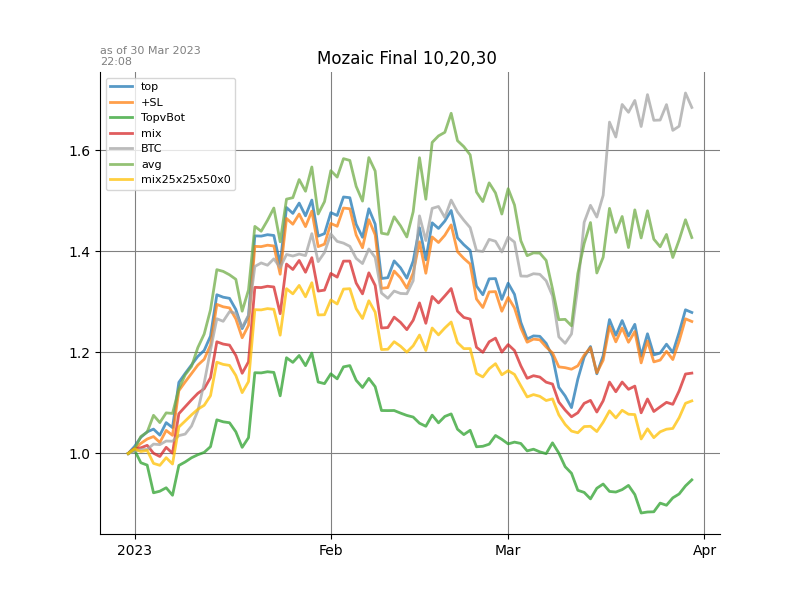 as of 30 Mar 2023
22:08
Mozaic Final 10,20,30
top
+SL
TopvBot
mix
BTC
avg
mix25x25x50x0
1.6
1.4
1.2
1.0
2023
Feb
Mar
Apr